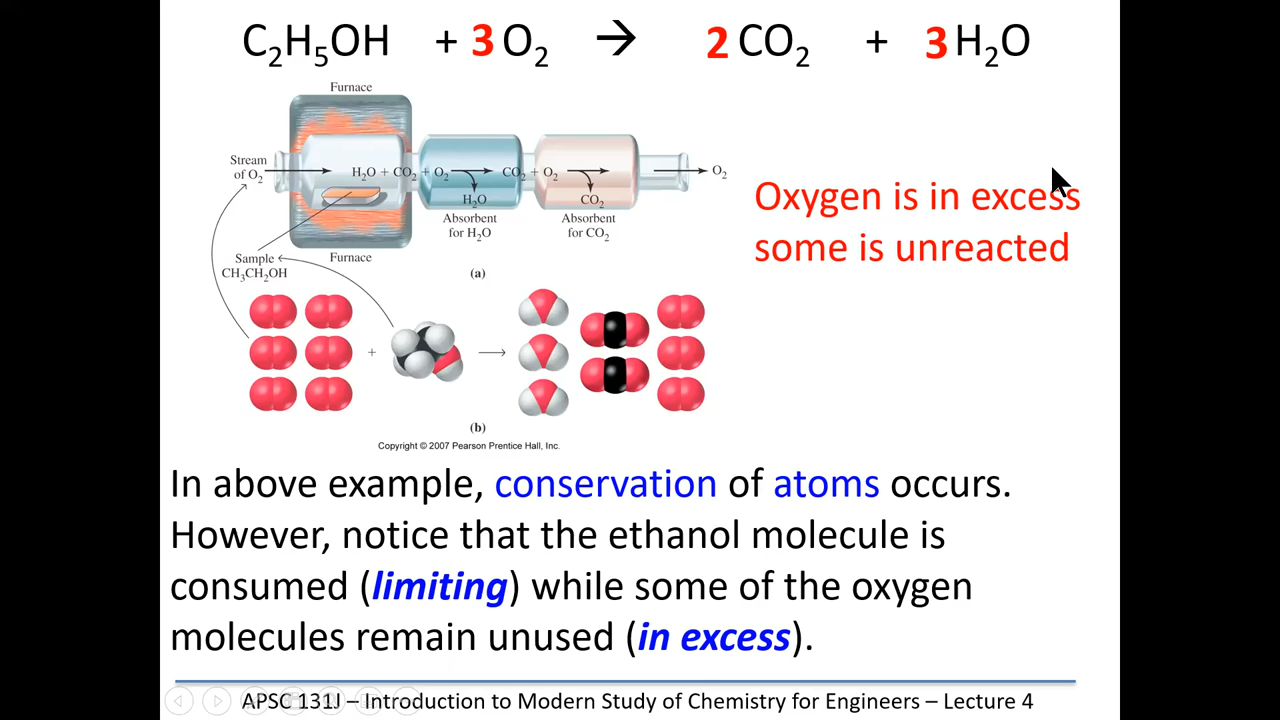 C₂H₅OH + 3 O₂ → 2 CO₂ + 3 H₂O
Furnace
Stream
of O₂
H₂O + CO₂ + O₂
CO₂ + O₂
O₂
H₂O
CO₂
Absorbent
for H₂O
Absorbent
for CO₂
Sample
CH₃CH₂OH
Furnace
(a)
Oxygen is in excess
some is unreacted
+
(b)
Copyright © 2007 Pearson Prentice Hall, Inc.
In above example, conservation of atoms occurs.
However, notice that the ethanol molecule is
consumed (limiting) while some of the oxygen
molecules remain unused (in excess).
APSC 131J – Introduction to Modern Study of Chemistry for Engineers – Lecture 4